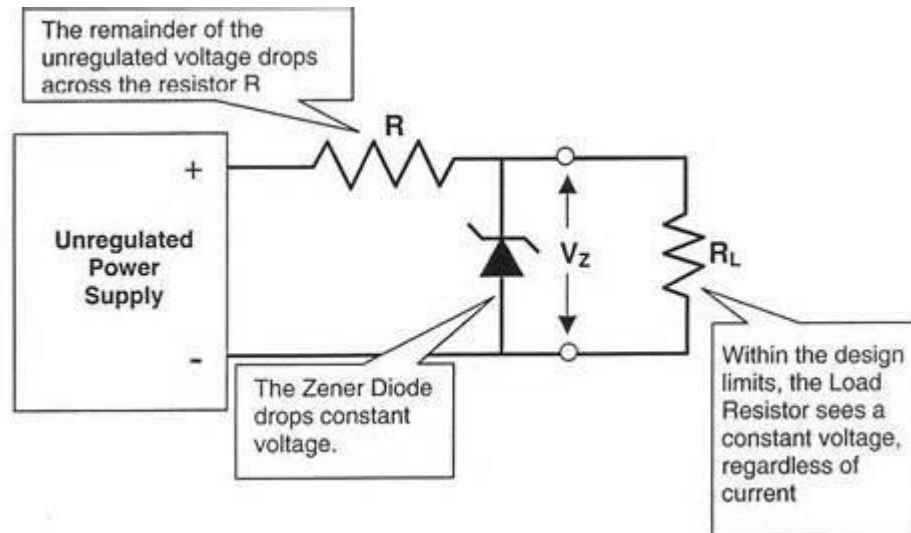 The remainder of the
unregulated voltage drops
across the resistor R
R
+
Unregulated
Power
Supply
-
VZ
RL
The Zener Diode
drops constant
voltage.
Within the design
limits, the Load
Resistor sees a
constant voltage,
regardless of
current